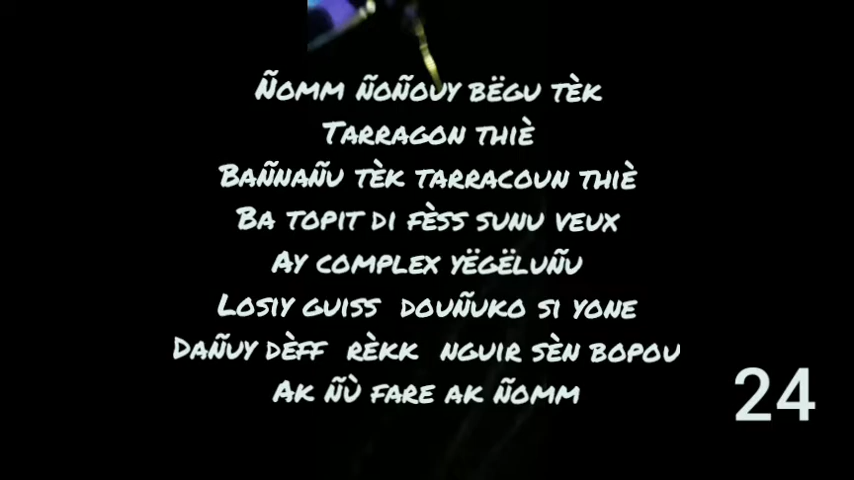 Ñomm ñoñouy bëgu tèk
Tarragon thiè
Bañnañu tèk tarracoun thiè
Ba topit di fèss sunu veux
Ay complex yëgëluñu
Losiy guiss douñuko si yone
Dañuy dèff rèkk nguir sèn bopou
Ak ñù fare ak ñomm
24